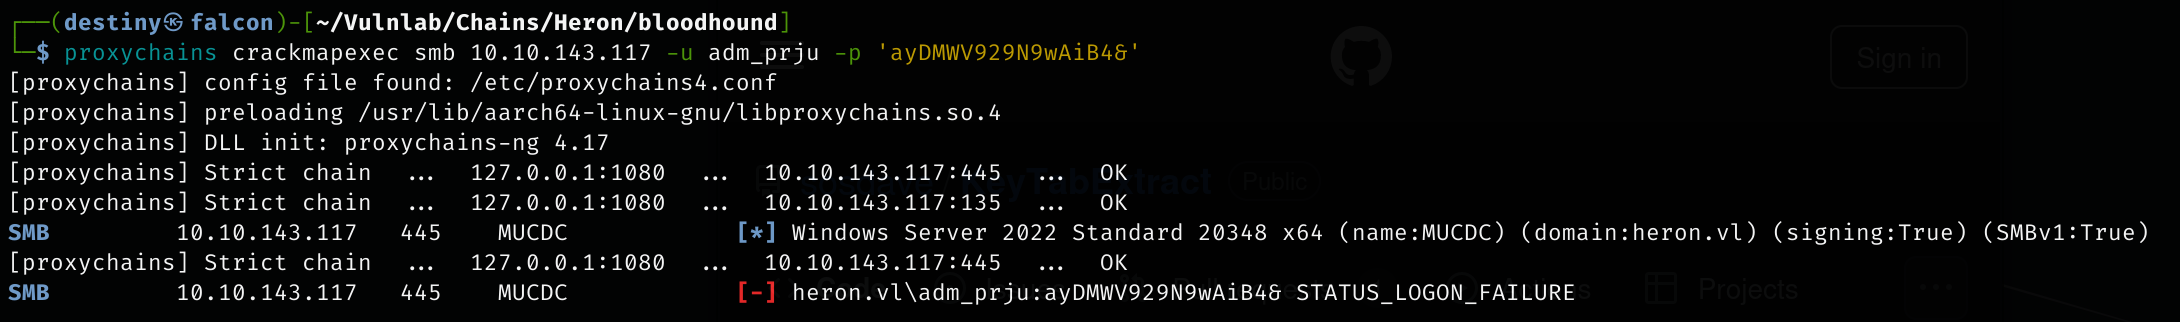 ┌──(destiny㉿falcon)-[~/Vulnlab/Chains/Heron/bloodhound]
└─$ proxychains crackmapexec smb 10.10.143.117 -u adm_prju -p 'ayDMWV929N9wAiB4&'
[proxychains] config file found: /etc/proxychains4.conf
[proxychains] preloading /usr/lib/aarch64-linux-gnu/libproxychains.so.4
[proxychains] DLL init: proxychains-ng 4.17
[proxychains] Strict chain ... 127.0.0.1:1080 ... 10.10.143.117:445 ... OK
[proxychains] Strict chain ... 127.0.0.1:1080 ... 10.10.143.117:135 ... OK
SMB 10.10.143.117 445 MUCDC [*] Windows Server 2022 Standard 20348 x64 (name:MUCDC) (domain:heron.vl) (signing:True) (SMBv1:True)
[proxychains] Strict chain ... 127.0.0.1:1080 ... 10.10.143.117:445 ... OK
SMB 10.10.143.117 445 MUCDC [-] heron.vl\adm_prju:ayDMWV929N9wAiB4& STATUS_LOGON_FAILURE
Sign in
Public
Projects